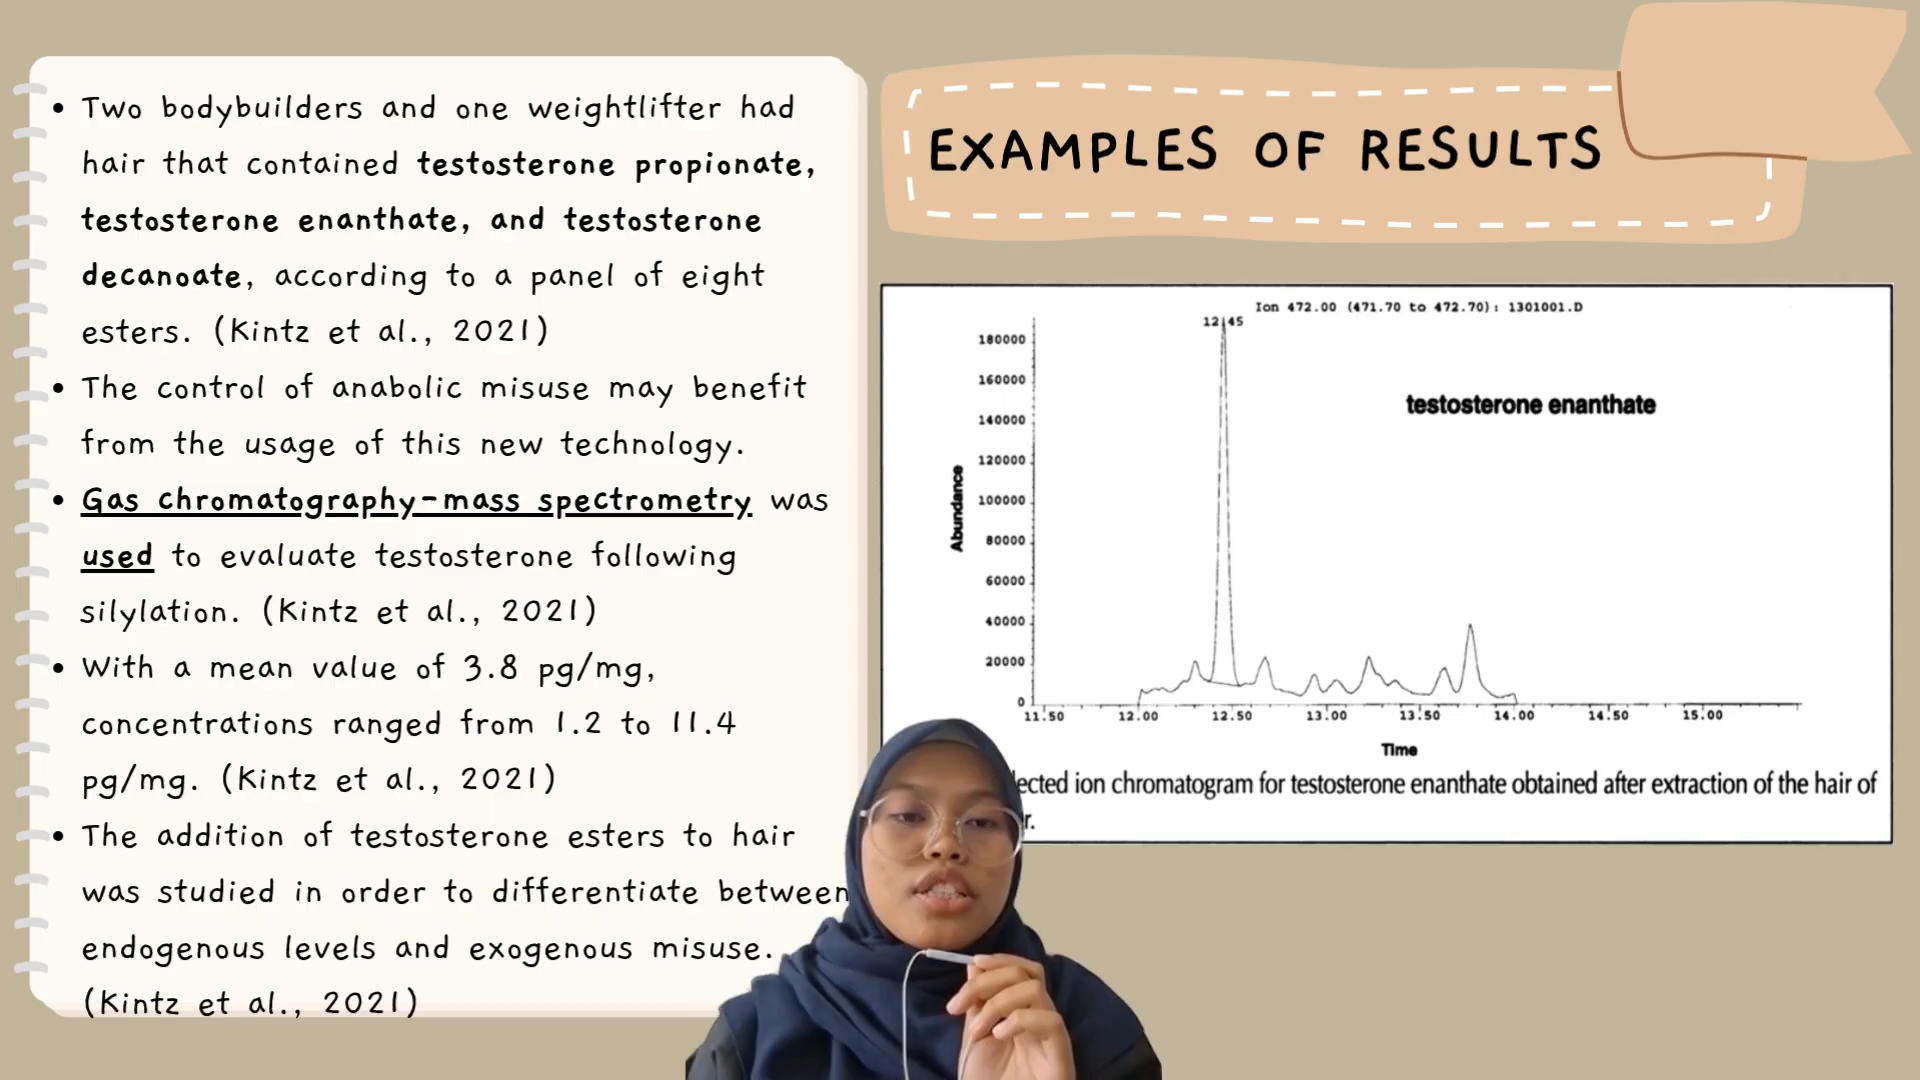 • Two bodybuilders and one weightlifter had
hair that contained testosterone propionate,
testosterone enanthate, and testosterone
decanoate, according to a panel of eight
esters. (Kintz et al., 2021)
• The control of anabolic misuse may benefit
from the usage of this new technology.
• Gas chromatography-mass spectrometry was
used to evaluate testosterone following
silylation. (Kintz et al., 2021)
• With a mean value of 3.8 pg/mg,
concentrations ranged from 1.2 to 11.4
pg/mg. (Kintz et al., 2021)
• The addition of testosterone esters to hair
was studied in order to differentiate between
endogenous levels and exogenous misuse.
(Kintz et al., 2021)
EXAMPLES OF RESULTS
Ion 472.00 (471.70 to 472.70): 1301001.D
12.45
testosterone enanthate
Abundance
180000
160000
140000
120000
100000
80000
60000
40000
20000
0
11.50 12.00 12.50 13.00 13.50 14.00 14.50 15.00
Time
ion chromatogram for testosterone enanthate obtained after extraction of the hair of